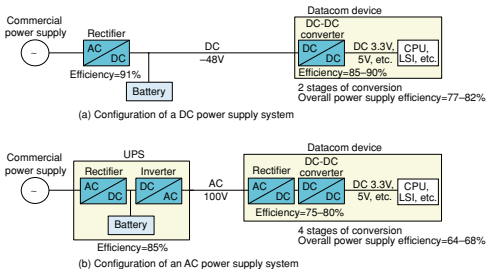 Datacom device
Commercial
power supply
Rectifier
DC-DC
converter
~
AC
DC
DC
–48V
DC
DC
DC 3.3V,
5V, etc.
CPU,
LSI, etc.
Efficiency=91%
Efficiency=85–90%
Battery
2 stages of conversion
Overall power supply efficiency=77–82%
(a) Configuration of a DC power supply system
Datacom device
UPS
Commercial
power supply
Rectifier
Inverter
Rectifier
DC-DC
converter
~
AC
DC
DC
AC
AC
100V
AC
DC
DC
DC
DC 3.3V,
5V, etc.
CPU,
LSI, etc.
Battery
Efficiency=75–80%
Efficiency=85%
4 stages of conversion
Overall power supply efficiency=64–68%
(b) Configuration of an AC power supply system